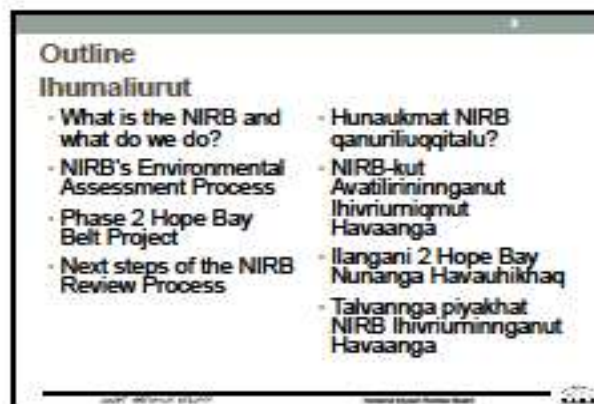 Outline
Ihumaliurut
· What is the NIRB and
what do we do?
· NIRB's Environmental
Assessment Process
· Phase 2 Hope Bay
Belt Project
· Next steps of the NIRB
Review Process
· Hunaukmat NIRB
qanuriliuqqitalu?
· NIRB-kut
Avatilirininnganut
Ihivriurniqmut
Havaanga
· Ilangani 2 Hope Bay
Nunanga Havauhikhaq
· Talvannga piyakhat
NIRB Ihivriurninnganut
Havaanga